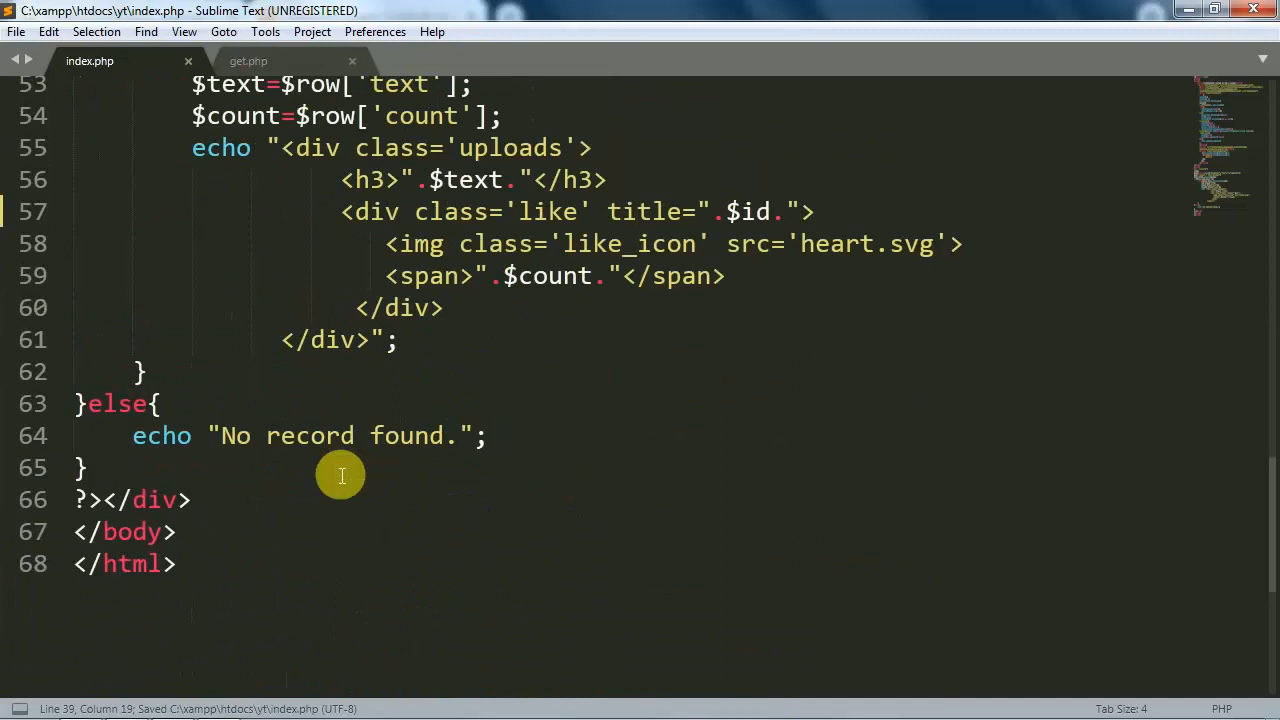 C:\xampp\htdocs\yt\index.php - Sublime Text (UNREGISTERED)
File Edit Selection Find View Goto Tools Project Preferences Help
index.php get.php
53 $text=$row['text'];
54 $count=$row['count'];
55 echo "<div class='uploads'>
56 <h3>".$text."</h3>
57 <div class='like' title=".$id.">
58 <img class='like_icon' src='heart.svg'>
59 <span>".$count."</span>
60 </div>
61 </div>";
62 }
63 }else{
64 echo "No record found.";
65 }
66 ?></div>
67 </body>
68 </html>
Line 39, Column 19; Saved C:\xampp\htdocs\yt\index.php (UTF-8) Tab Size: 4 PHP